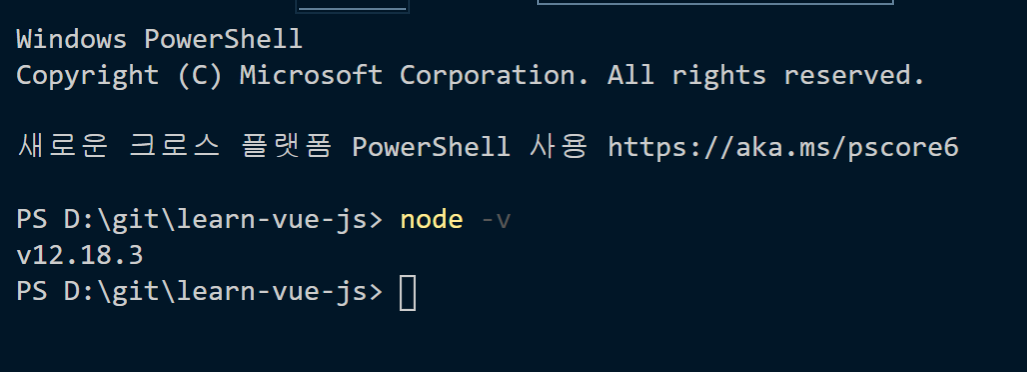 Windows PowerShell
Copyright (C) Microsoft Corporation. All rights reserved.
새로운 크로스 플랫폼 PowerShell 사용 https://aka.ms/pscore6
PS D:\git\learn-vue-js> node -v
v12.18.3
PS D:\git\learn-vue-js>